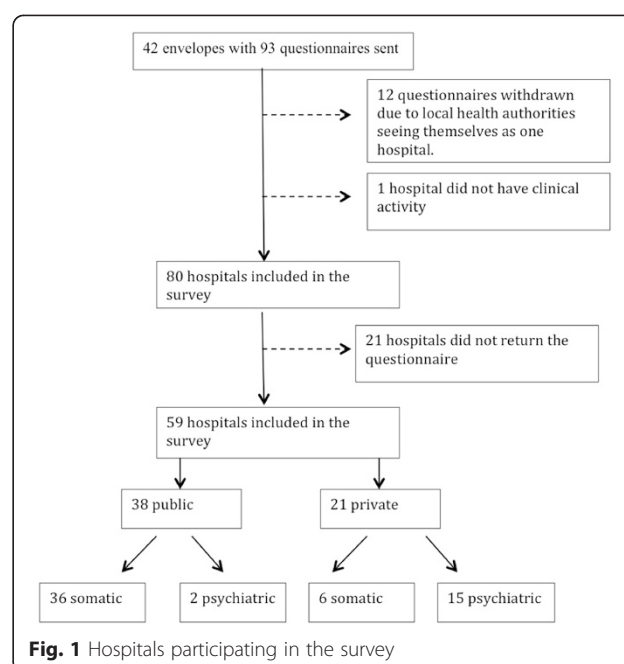 42 envelopes with 93 questionnaires sent
12 questionnaires withdrawn
due to local health authorities
seeing themselves as one
hospital.
1 hospital did not have clinical
activity
80 hospitals included in the
survey
21 hospitals did not return the
questionnaire
59 hospitals included in the
survey
38 public
21 private
36 somatic
2 psychiatric
6 somatic
15 psychiatric
Fig. 1 Hospitals participating in the survey